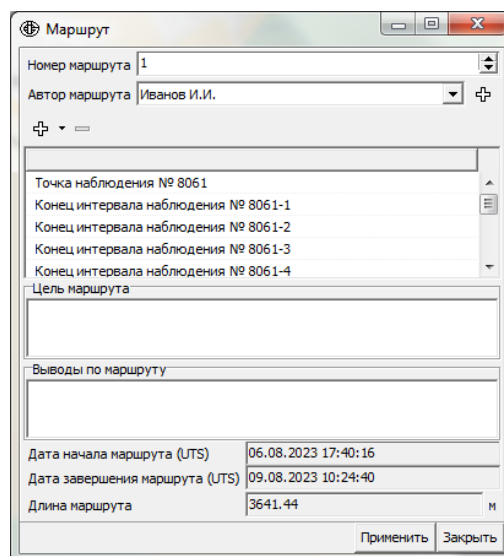 Маршрут
Номер маршрута 1
Автор маршрута Иванов И.И.
Точка наблюдения № 8061
Конец интервала наблюдения № 8061-1
Конец интервала наблюдения № 8061-2
Конец интервала наблюдения № 8061-3
Конец интервала наблюдения № 8061-4
Цель маршрута
Выводы по маршруту
Дата начала маршрута (UTS) 06.08.2023 17:40:16
Дата завершения маршрута (UTS) 09.08.2023 10:24:40
Длина маршрута 3641.44 м
Применить Закрыть